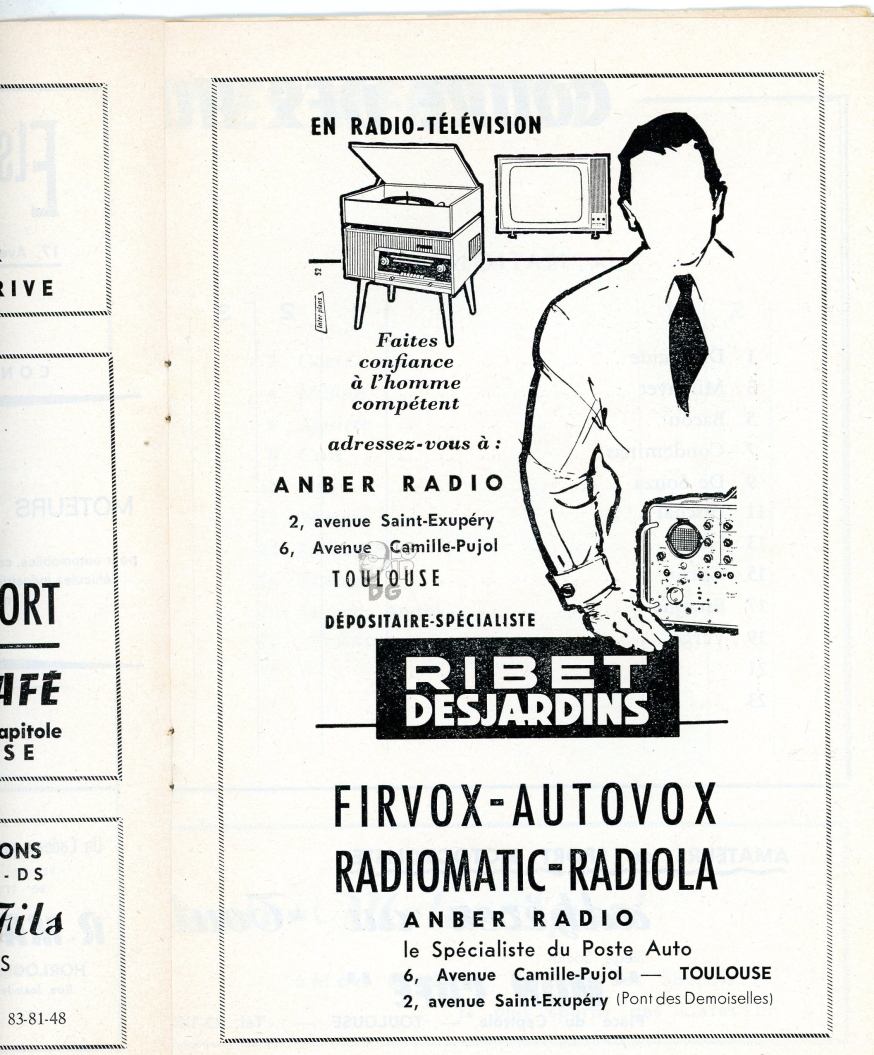 RIVE
ORT
AFÉ
apitole
SE
ONS
-DS
Fils
S
83-81-48
EN RADIO-TÉLÉVISION
Faites
confiance
à l'homme
compétent
adressez-vous à :
ANBER RADIO
2, avenue Saint-Exupéry
6, Avenue Camille-Pujol
TOULOUSE
DÉPOSITAIRE-SPÉCIALISTE
RIBET
DESJARDINS
FIRVOX-AUTOVOX
RADIOMATIC-RADIOLA
ANBER RADIO
le Spécialiste du Poste Auto
6, Avenue Camille-Pujol — TOULOUSE
2, avenue Saint-Exupéry (Pont des Demoiselles)